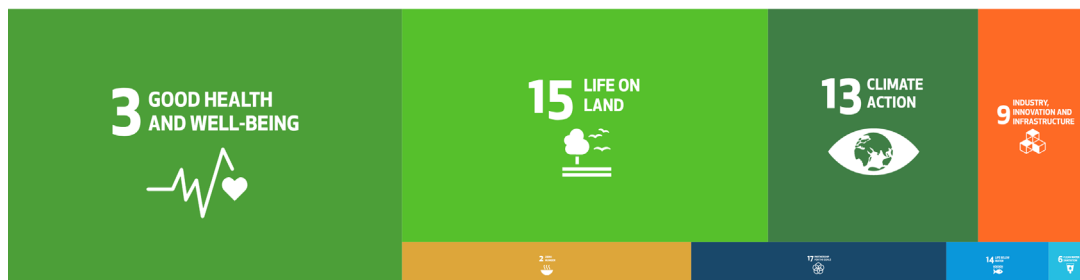 3
GOOD HEALTH
AND WELL-BEING
15
LIFE ON
LAND
13
CLIMATE
ACTION
9
INDUSTRY,
INNOVATION AND
INFRASTRUCTURE
2
17
14
6